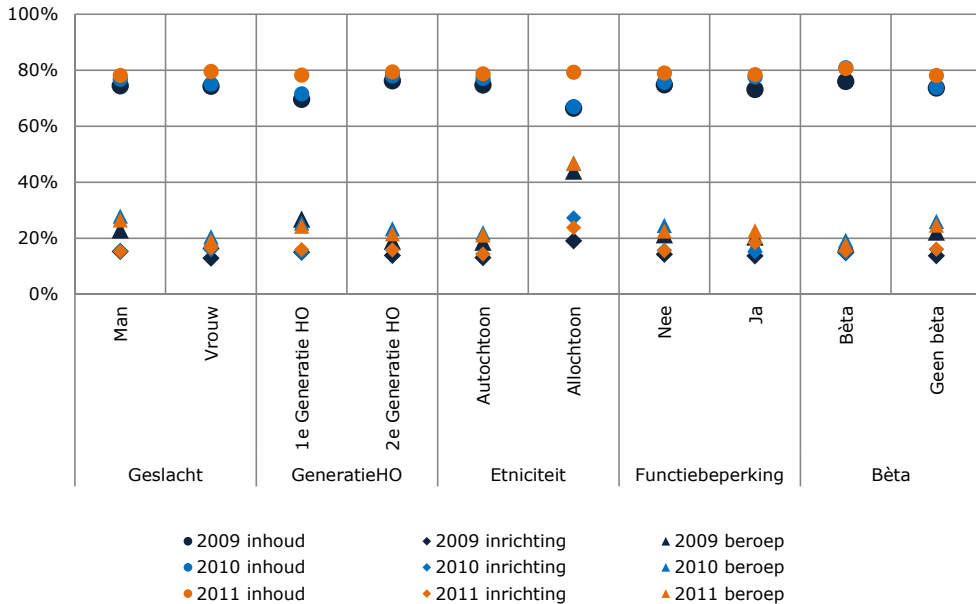 100%
80%
60%
40%
20%
0%
Man
Vrouw
1e Generatie HO
2e Generatie HO
Autochtoon
Allochtoon
Nee
Ja
Bèta
Geen bèta
Geslacht
GeneratieHO
Etniciteit
Functiebeperking
Bèta
2009 inhoud
2009 inrichting
2009 beroep
2010 inhoud
2010 inrichting
2010 beroep
2011 inhoud
2011 inrichting
2011 beroep